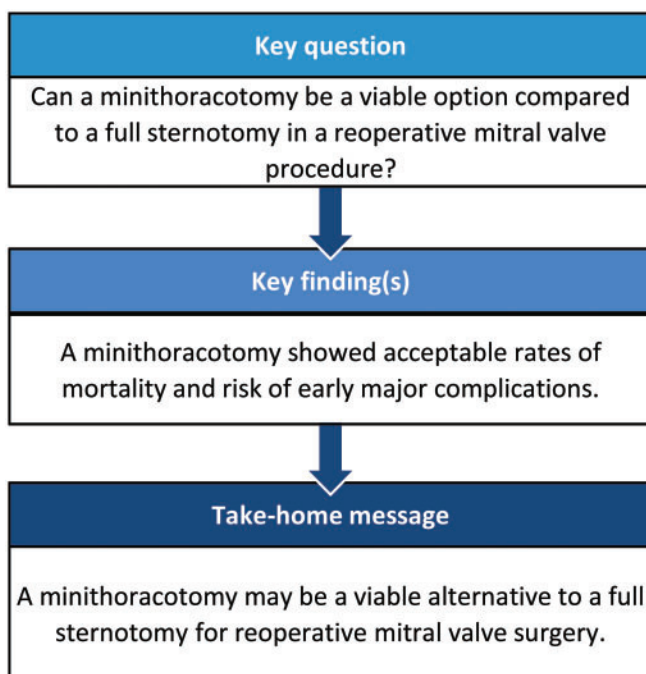 Key question
Can a minithoracotomy be a viable option compared
to a full sternotomy in a reoperative mitral valve
procedure?
Key finding(s)
A minithoracotomy showed acceptable rates of
mortality and risk of early major complications.
Take-home message
A minithoracotomy may be a viable alternative to a full
sternotomy for reoperative mitral valve surgery.